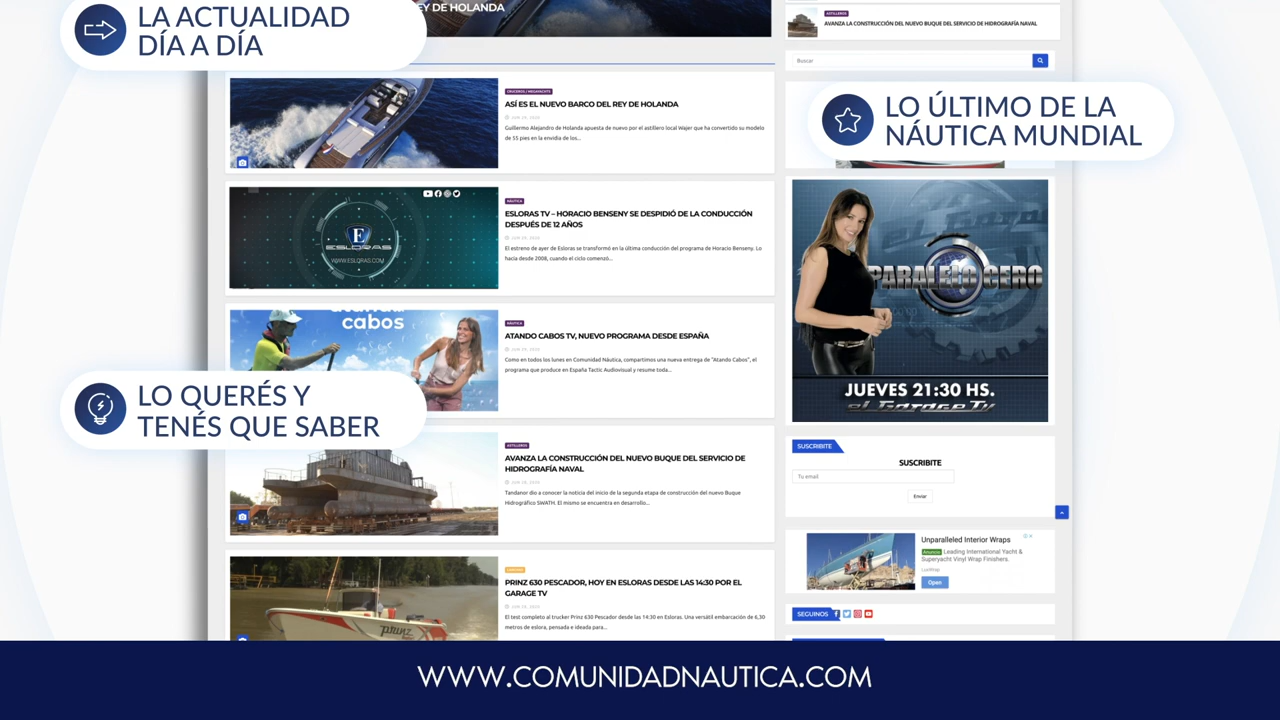 LA ACTUALIDAD
DÍA A DÍA
EY DE HOLANDA
CRUCEROS / MEGAYACHTS
ASÍ ES EL NUEVO BARCO DEL REY DE HOLANDA
Guillermo Alejandro de Holanda apuesta de nuevo por el astillero local Wajer que ha convertido su modelo
de 55 pies en la envidia de los...
NÁUTICA
ESLORAS TV – HORACIO BENSENY SE DESPIDIÓ DE LA CONDUCCIÓN
DESPUÉS DE 12 AÑOS
El estreno de ayer de Esloras se transformó en la última conducción del programa de Horacio Benseny. Lo
hacía desde 2008, cuando el ciclo comenzó...
E
ESLORAS
WWW.ESLORAS.COM
cabos
NÁUTICA
ATANDO CABOS TV, NUEVO PROGRAMA DESDE ESPAÑA
Como en todos los lunes en Comunidad Náutica, compartimos una nueva entrega de "Atando Cabos", el
programa que produce en España Tactic Audiovisual y resume toda...
LO QUERÉS Y
TENÉS QUE SABER
ASTILLEROS
AVANZA LA CONSTRUCCIÓN DEL NUEVO BUQUE DEL SERVICIO DE
HIDROGRAFÍA NAVAL
Tandanor dio a conocer la noticia del inicio de la segunda etapa de construcción del nuevo Buque
Hidrográfico SWATH. El mismo se encuentra en desarrollo...
PRINZ 630 PESCADOR, HOY EN ESLORAS DESDE LAS 14:30 POR EL
GARAGE TV
El test completo al trucker Prinz 630 Pescador desde las 14:30 en Esloras. Una versátil embarcación de 6,30
metros de eslora, pensada e ideada para...
PRINZ
ASTILLEROS
AVANZA LA CONSTRUCCIÓN DEL NUEVO BUQUE DEL SERVICIO DE HIDROGRAFÍA NAVAL
Buscar
LO ÚLTIMO DE LA
NÁUTICA MUNDIAL
PARALELO CERO
JUEVES 21:30 HS.
el Garage Tv
SUSCRIBITE
SUSCRIBITE
Tu email
Enviar
Unparalleled Interior Wraps
Anuncio Leading International Yacht &
Superyacht Vinyl Wrap Finishers.
Open
SEGUINOS
WWW.COMUNIDADNAUTICA.COM